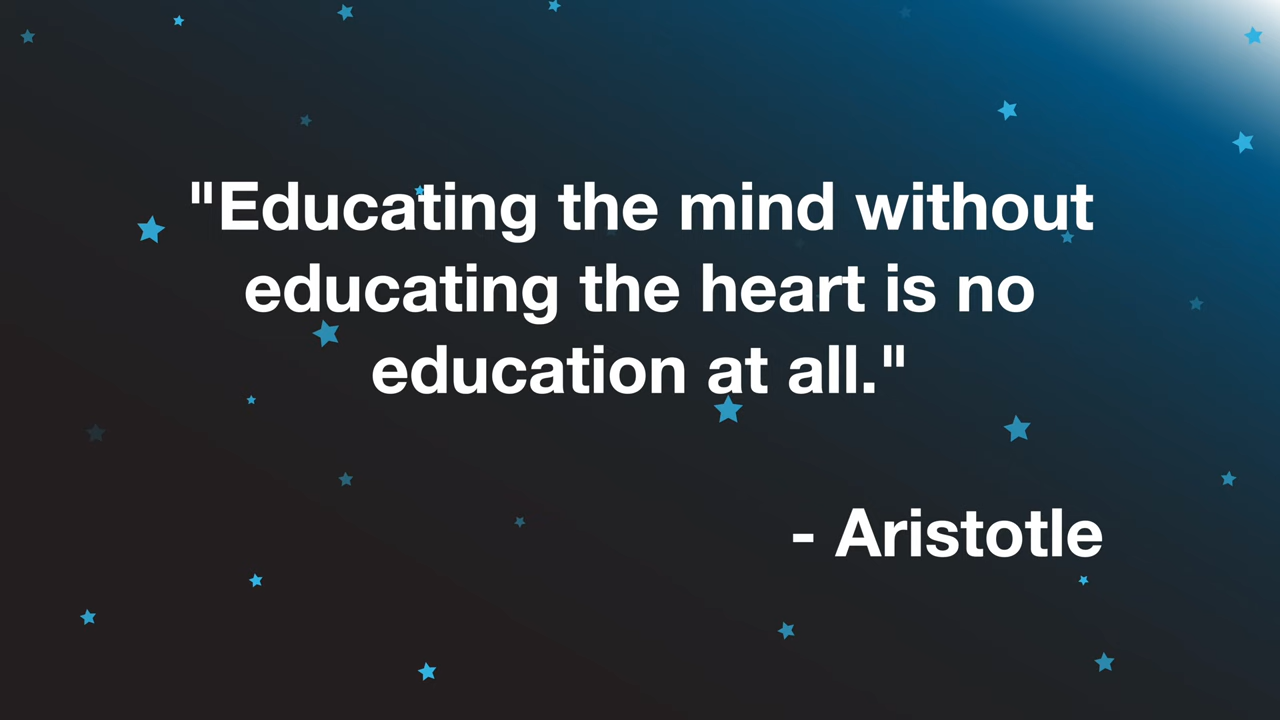 "Educating the mind without
educating the heart is no
education at all."
- Aristotle